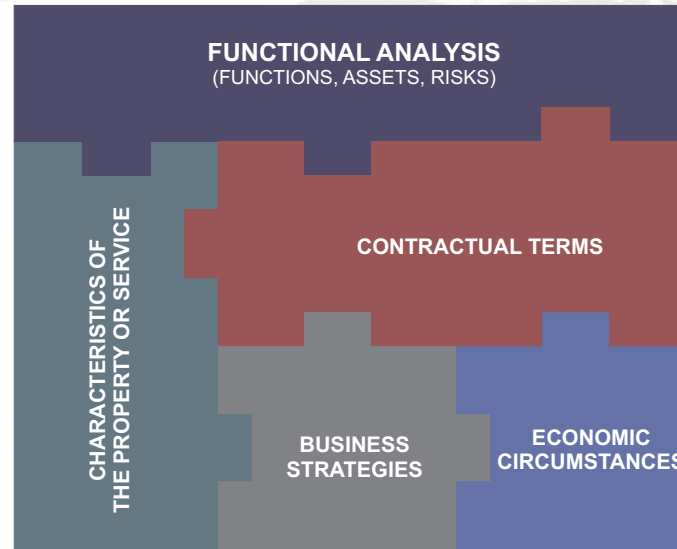 FUNCTIONAL ANALYSIS
(FUNCTIONS, ASSETS, RISKS)
CHARACTERISTICS OF
THE PROPERTY OR SERVICE
CONTRACTUAL TERMS
BUSINESS
STRATEGIES
ECONOMIC
CIRCUMSTANCES